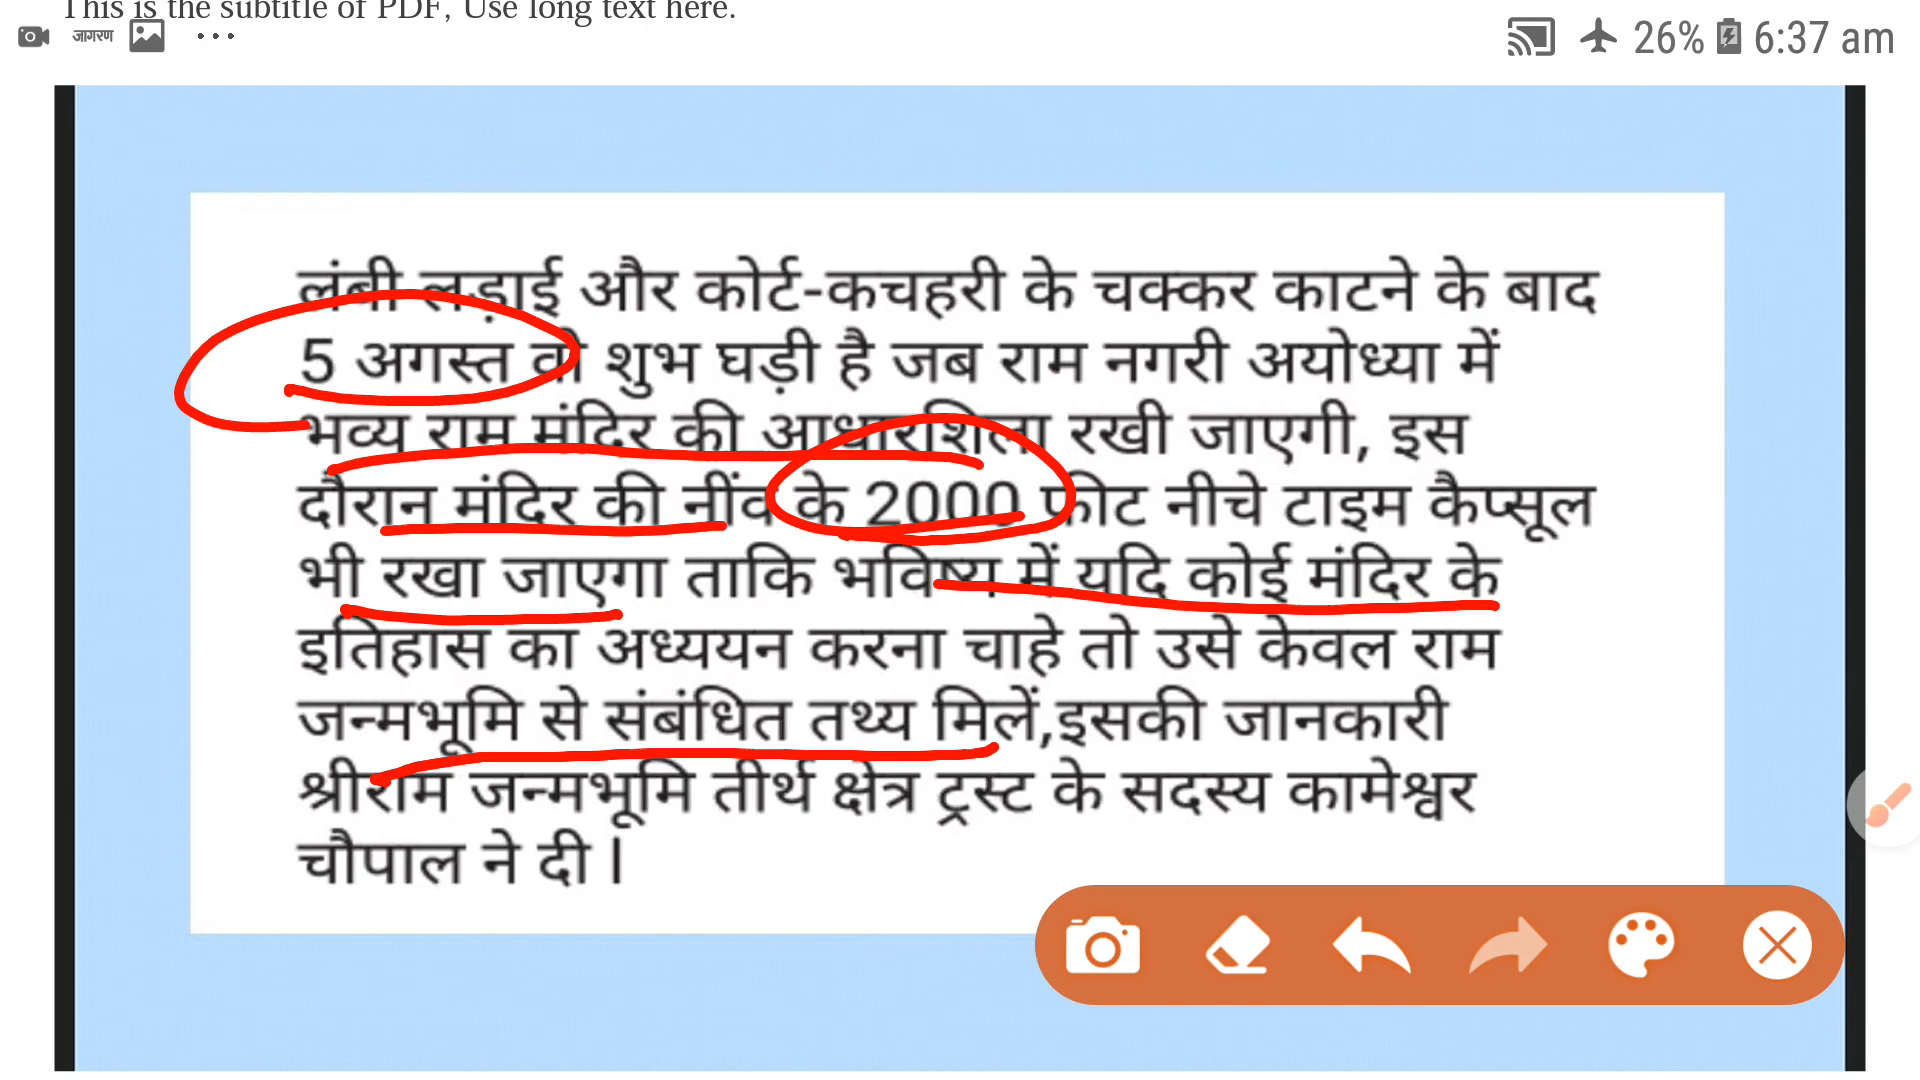 This is the subtitle of PDF, Use long text here.
जागरण
26% 6:37 am
लंबी लड़ाई और कोर्ट-कचहरी के चक्कर काटने के बाद
5 अगस्त वो शुभ घड़ी है जब राम नगरी अयोध्या में
भव्य राम मंदिर की आधारशिला रखी जाएगी, इस
दौरान मंदिर की नींव के 2000 फीट नीचे टाइम कैप्सूल
भी रखा जाएगा ताकि भविष्य में यदि कोई मंदिर के
इतिहास का अध्ययन करना चाहे तो उसे केवल राम
जन्मभूमि से संबंधित तथ्य मिलें,इसकी जानकारी
श्रीराम जन्मभूमि तीर्थ क्षेत्र ट्रस्ट के सदस्य कामेश्वर
चौपाल ने दी l